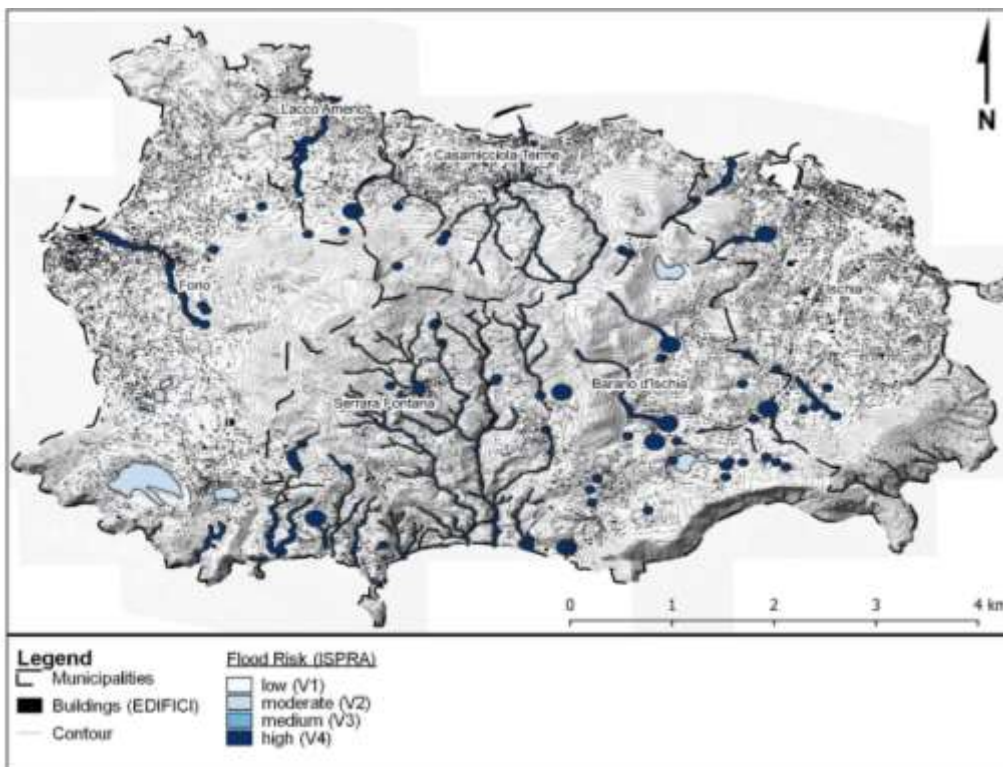 N
Lacco Ameno
Casamicciola Terme
Forio
Ischia
Barano d'Ischia
Serrara Fontana
0 1 2 3 4 km
Legend
Municipalities
Buildings (EDIFICI)
Contour
Flood Risk (ISPRA)
low (V1)
moderate (V2)
medium (V3)
high (V4)